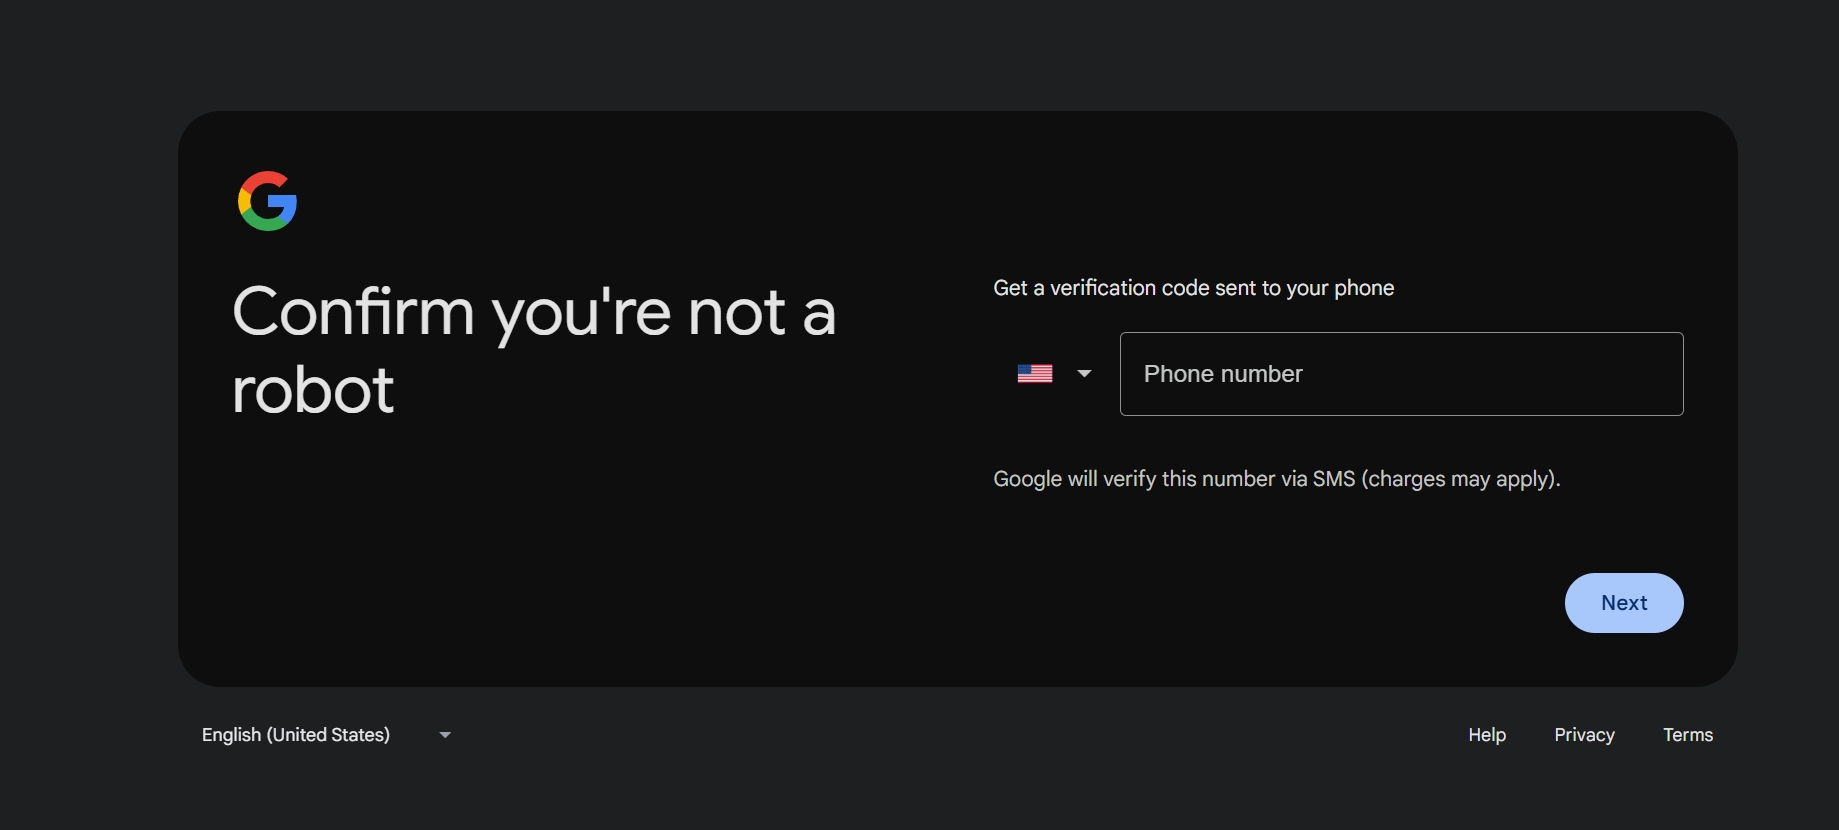 Confirm you're not a
robot
Get a verification code sent to your phone
Phone number
Google will verify this number via SMS (charges may apply).
Next
English (United States)
Help
Privacy
Terms